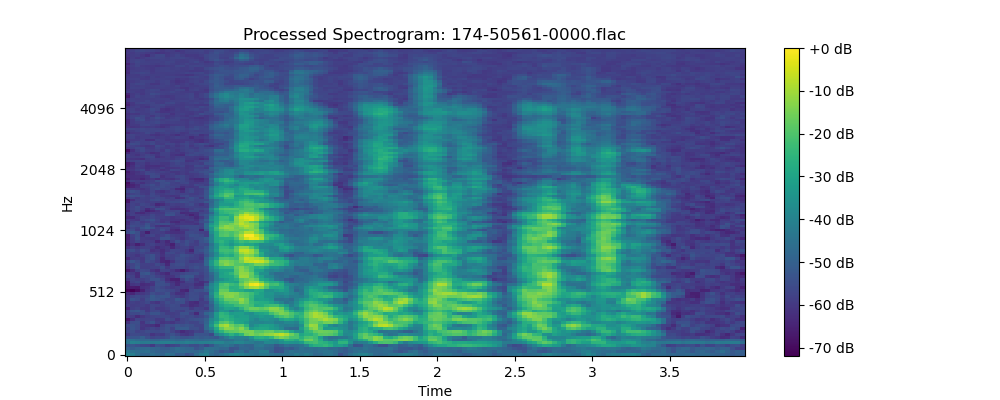 Processed Spectrogram: 174-50561-0000.flac
Hz
4096
2048
1024
512
0
0
0.5
1
1.5
2
2.5
3
3.5
Time
+0 dB
-10 dB
-20 dB
-30 dB
-40 dB
-50 dB
-60 dB
-70 dB